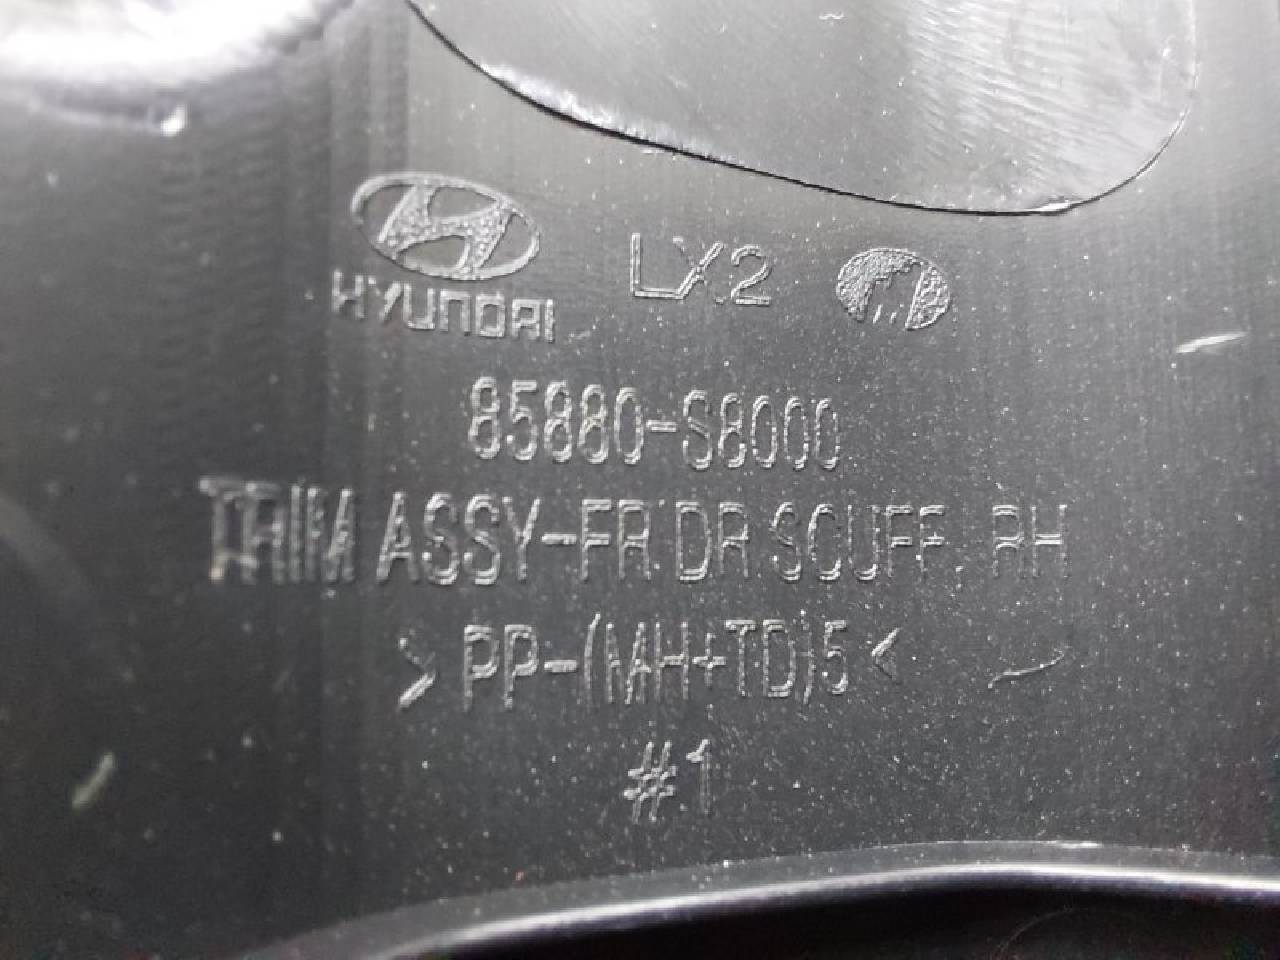 HYUNDAI LX2
85880-S8000
TRIM ASSY-FR DR SCUFF, RH
>PP-(MH+TD)5<
#1